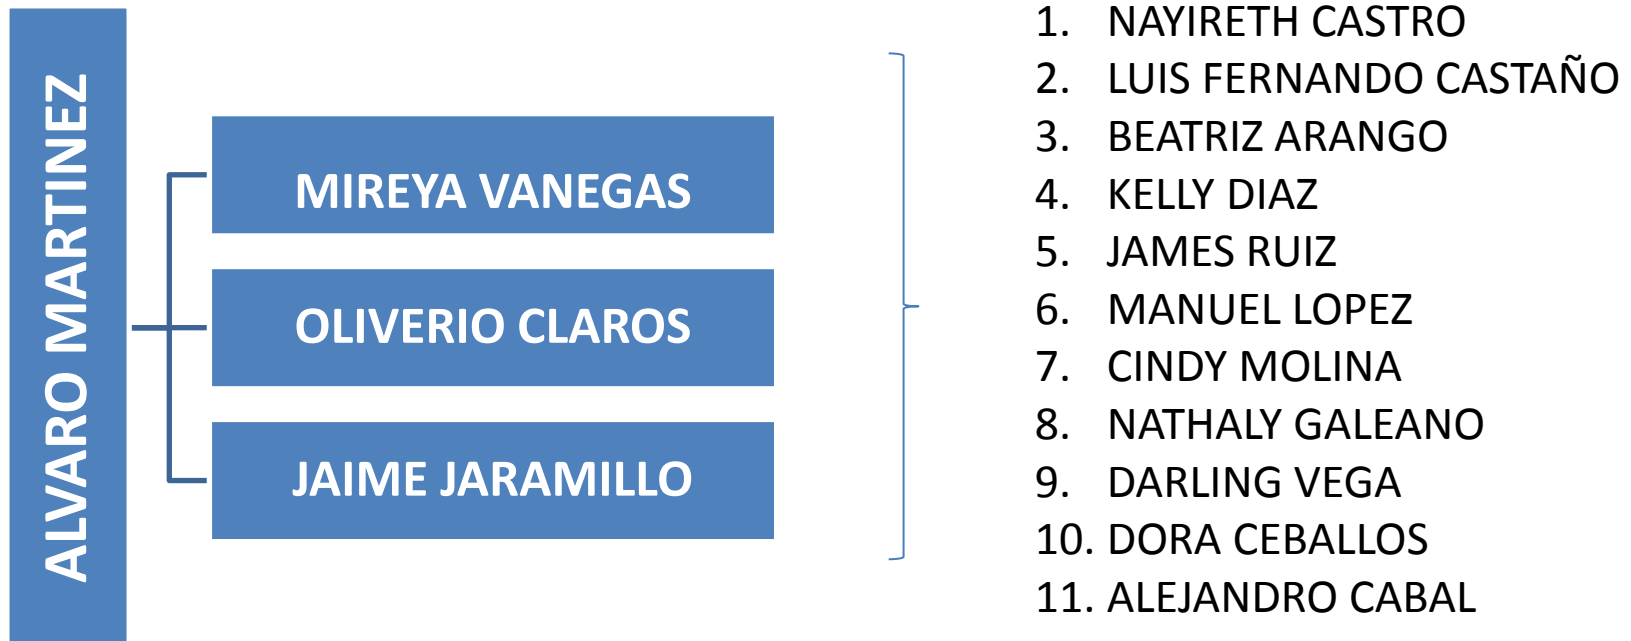 ALVARO MARTINEZ
MIREYA VANEGAS
OLIVERIO CLAROS
JAIME JARAMILLO
1. NAYIRETH CASTRO
2. LUIS FERNANDO CASTAÑO
3. BEATRIZ ARANGO
4. KELLY DIAZ
5. JAMES RUIZ
6. MANUEL LOPEZ
7. CINDY MOLINA
8. NATHALY GALEANO
9. DARLING VEGA
10. DORA CEBALLOS
11. ALEJANDRO CABAL